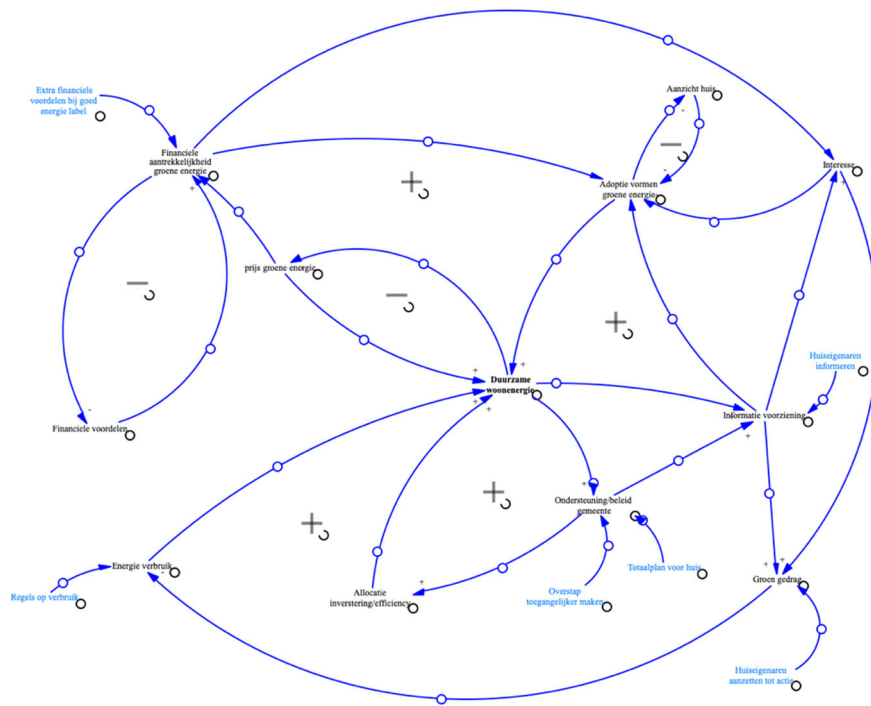 Aanzicht huis
Extra financiele
voordelen bij goed
energie label
Financiele
aantrekkelijkheid
groene energie
Interesse
Adoptie vormen
groene energie
prijs groene energie
Huiseigenaren
informeren
Duurzame
woonenergie
Financiele voordelen
Informatie voorziening
Ondersteuning/beleid
gemeente
Energie verbruik
Totaalplan voor huis
Groen gedrag
Regels op verbruik
Allocatie
inverstering/efficiency
Overstap
toegangelijker maken
Huiseigenaren
aanzetten tot actie